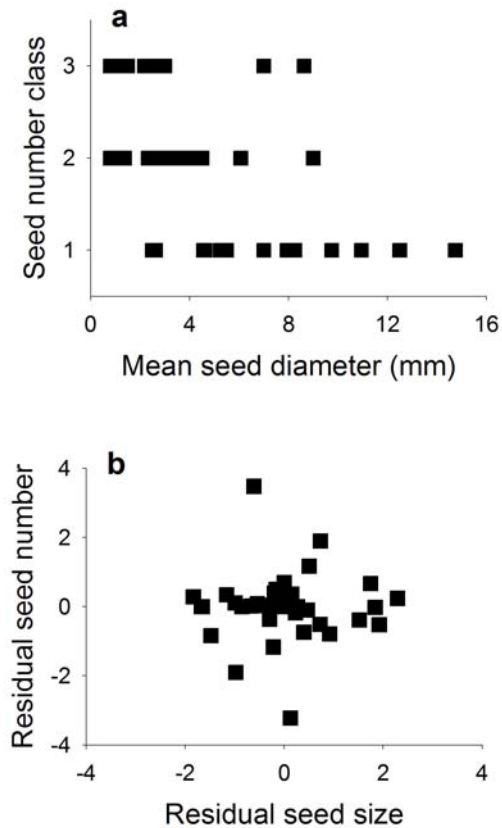 a
Seed number class
3
2
1
0 4 8 12 16
Mean seed diameter (mm)
b
Residual seed number
4
2
0
-2
-4
-4 -2 0 2 4
Residual seed size